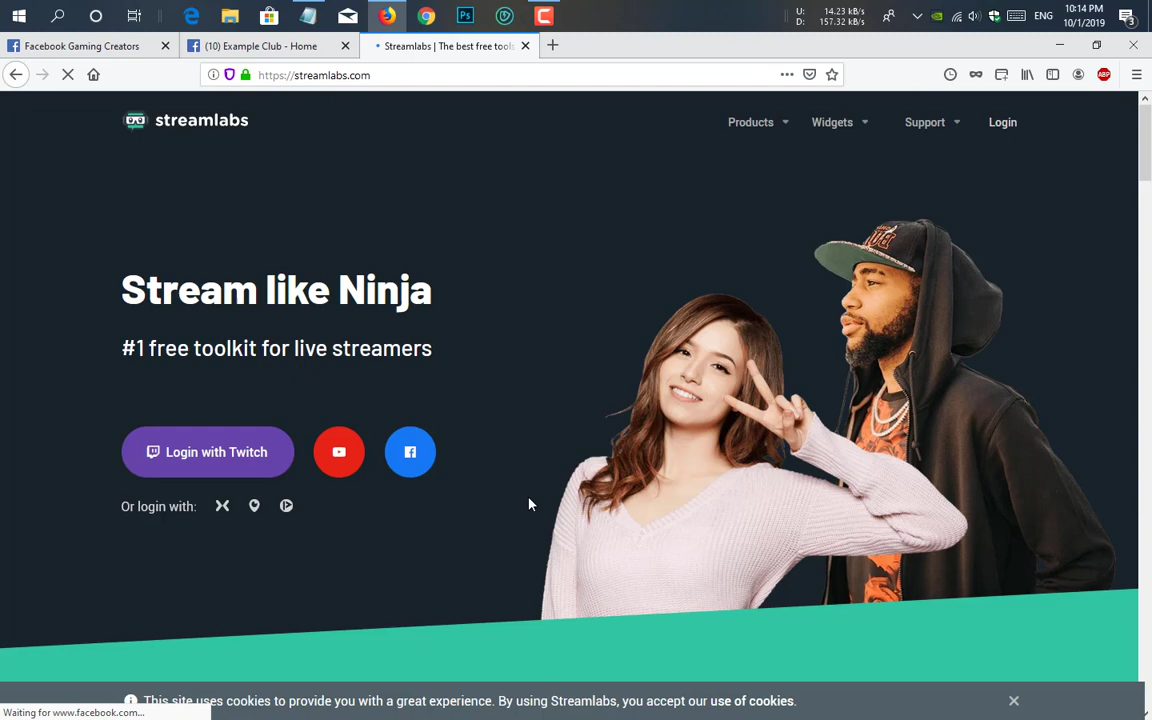 U: 14.23 kB/s
D: 157.32 kB/s
ENG
10:14 PM
10/1/2019
3
Facebook Gaming Creators
(10) Example Club - Home
Streamlabs | The best free tools
https://streamlabs.com
ABP
streamlabs
Products
Widgets
Support
Login
Stream like Ninja
#1 free toolkit for live streamers
Login with Twitch
Or login with:
This site uses cookies to provide you with a great experience. By using Streamlabs, you accept our use of cookies.
Waiting for www.facebook.com...